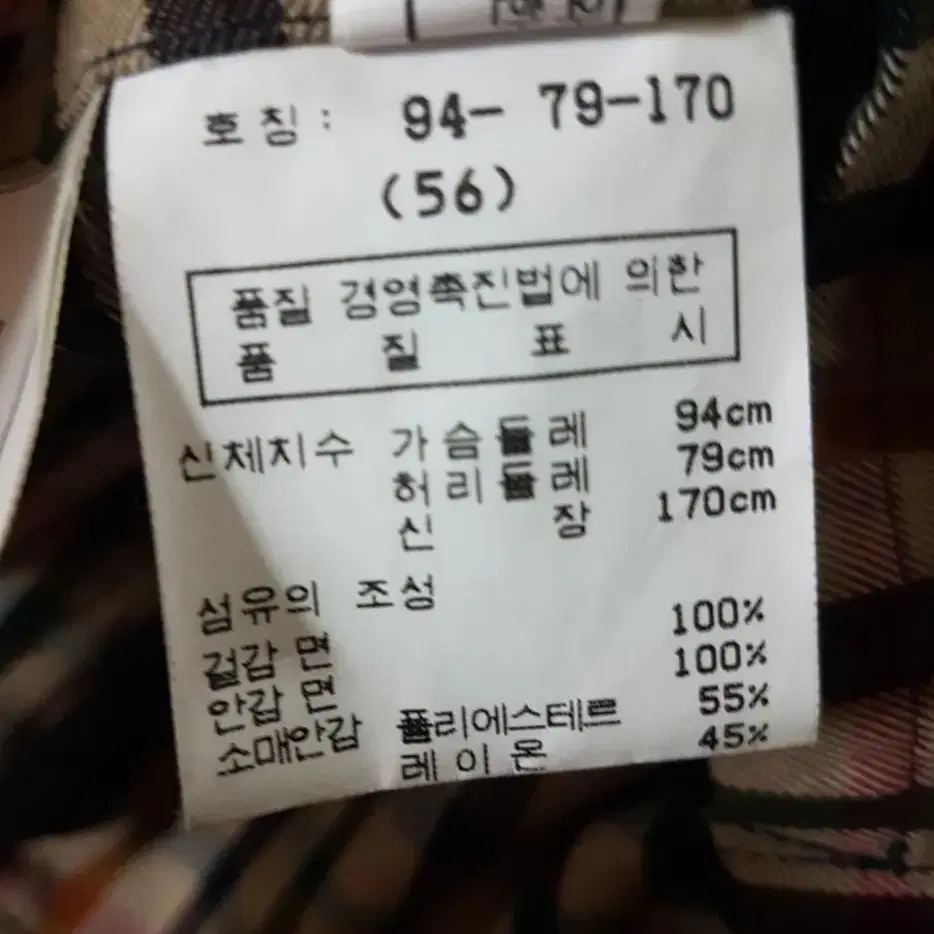 호 칭 : 94- 79-170
(56)
품질 경영촉진법에 의한
품 질 표 시
신체치수 가 슴 둘 레 94cm
허 리 둘 레 79cm
신 장 170cm
섬유의 조성
겉감 면 100%
안감 면 100%
소매안감 폴리에스테르 55%
레 이 온 45%